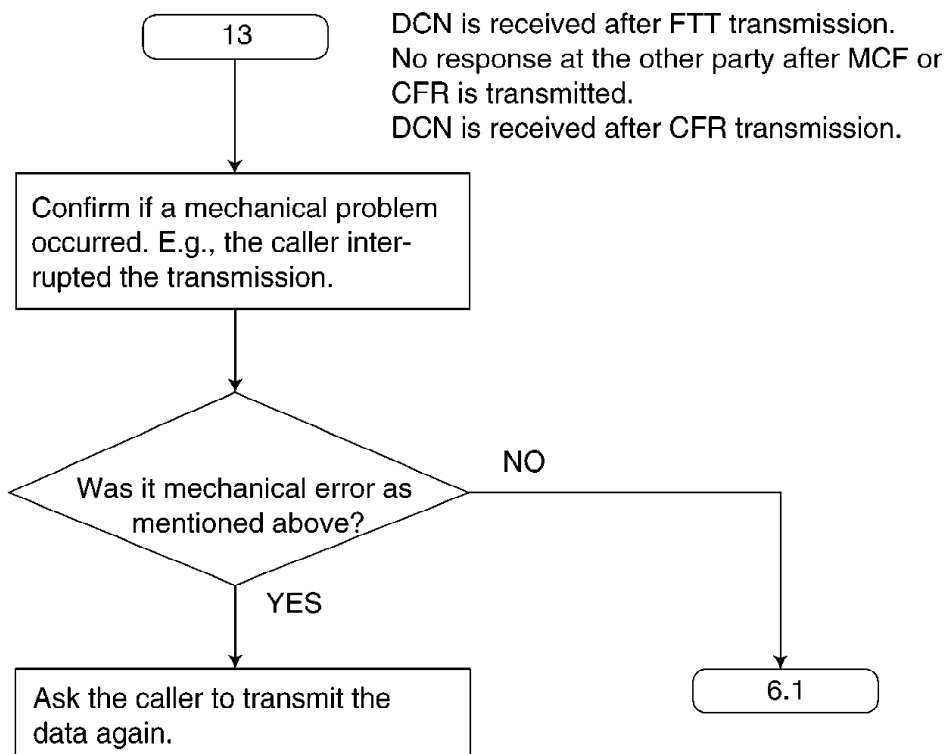 13
DCN is received after FTT transmission.
No response at the other party after MCF or
CFR is transmitted.
DCN is received after CFR transmission.
Confirm if a mechanical problem
occurred. E.g., the caller inter-
rupted the transmission.
Was it mechanical error as
mentioned above?
NO
YES
Ask the caller to transmit the
data again.
6.1